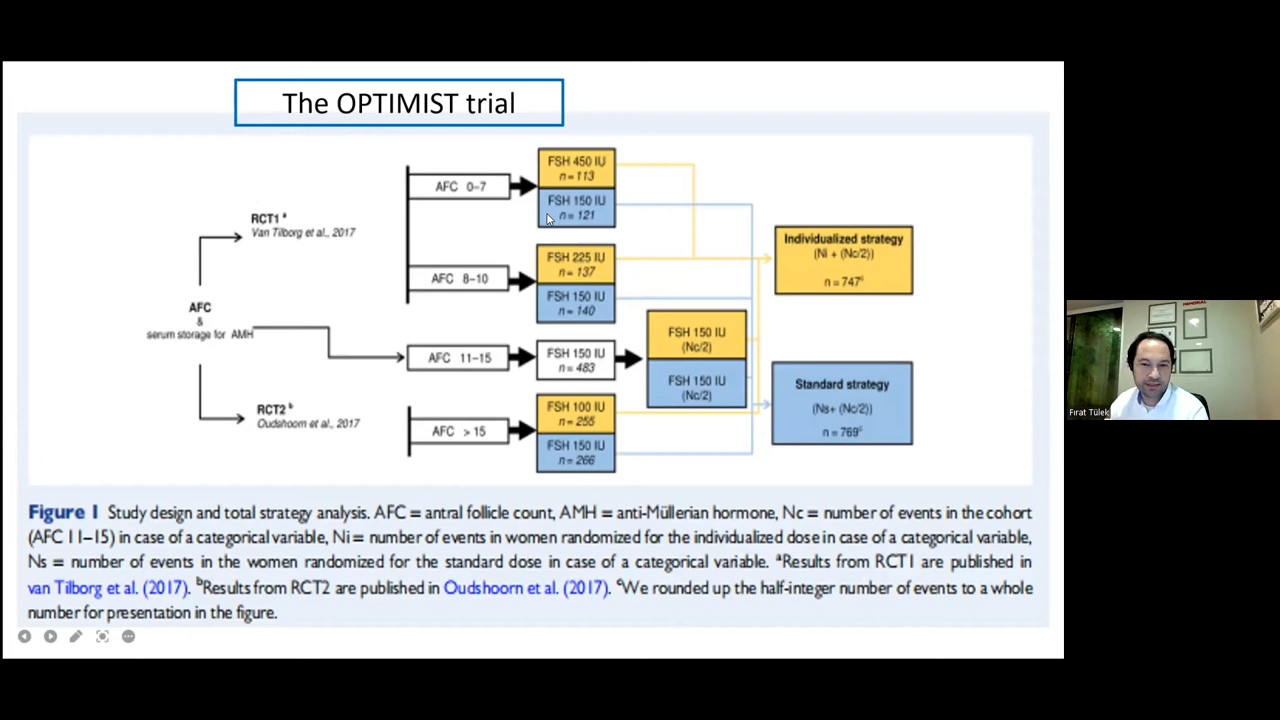 The OPTIMIST trial
FSH 450 IU
n = 113
AFC 0–7
FSH 150 IU
n = 121
RCT1 a
Van Tilborg et al., 2017
Individualized strategy
(Ni + (Nc/2))
n = 747c
FSH 225 IU
n = 137
AFC 8–10
FSH 150 IU
n = 140
AFC
&
serum storage for AMH
FSH 150 IU
(Nc/2)
AFC 11–15
FSH 150 IU
n = 483
FSH 150 IU
(Nc/2)
Standard strategy
(Ns+ (Nc/2))
n = 769c
RCT2 b
Oudshoorn et al., 2017
FSH 100 IU
n = 255
AFC > 15
FSH 150 IU
n = 266
Figure 1 Study design and total strategy analysis. AFC = antral follicle count, AMH = anti-Müllerian hormone, Nc = number of events in the cohort
(AFC 11–15) in case of a categorical variable, Ni = number of events in women randomized for the individualized dose in case of a categorical variable,
Ns = number of events in the women randomized for the standard dose in case of a categorical variable. aResults from RCT1 are published in
van Tilborg et al. (2017). bResults from RCT2 are published in Oudshoorn et al. (2017). cWe rounded up the half-integer number of events to a whole
number for presentation in the figure.
Fırat Tülek